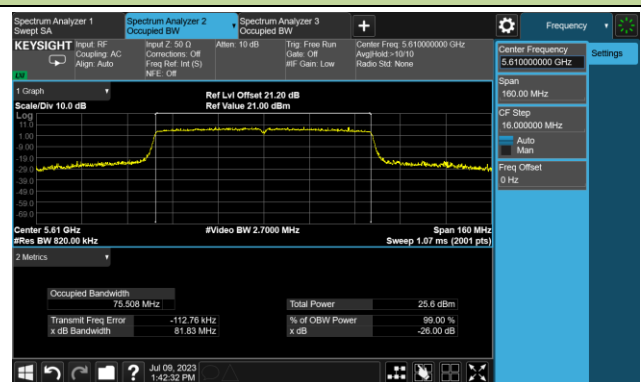 Spectrum Analyzer 1
Swept SA
Spectrum Analyzer 2
Occupied BW
Spectrum Analyzer 3
Occupied BW
+
Frequency
KEYSIGHT
Input: RF
Coupling: AC
Align: Auto
Input Z: 50 Ω
Corrections: Off
Freq Ref: Int (S)
NFE: Off
Atten: 10 dB
Trig: Free Run
Gate: Off
#IF Gain: Low
Center Freq: 5.610000000 GHz
Avg|Hold:>10/10
Radio Std: None
Center Frequency
5.610000000 GHz
Settings
Span
160.00 MHz
CF Step
16.000000 MHz
Auto
Man
Freq Offset
0 Hz
1 Graph
Scale/Div 10.0 dB
Ref Lvl Offset 21.20 dB
Ref Value 21.00 dBm
Log
11.0
1.00
-9.00
-19.0
-29.0
-39.0
-49.0
-59.0
-69.0
Center 5.61 GHz
#Res BW 820.00 kHz
#Video BW 2.7000 MHz
Span 160 MHz
Sweep 1.07 ms (2001 pts)
2 Metrics
Occupied Bandwidth
75.508 MHz
Total Power 25.6 dBm
Transmit Freq Error -112.76 kHz
% of OBW Power 99.00 %
x dB Bandwidth 81.83 MHz
x dB -26.00 dB
?
Jul 09, 2023
1:42:32 PM